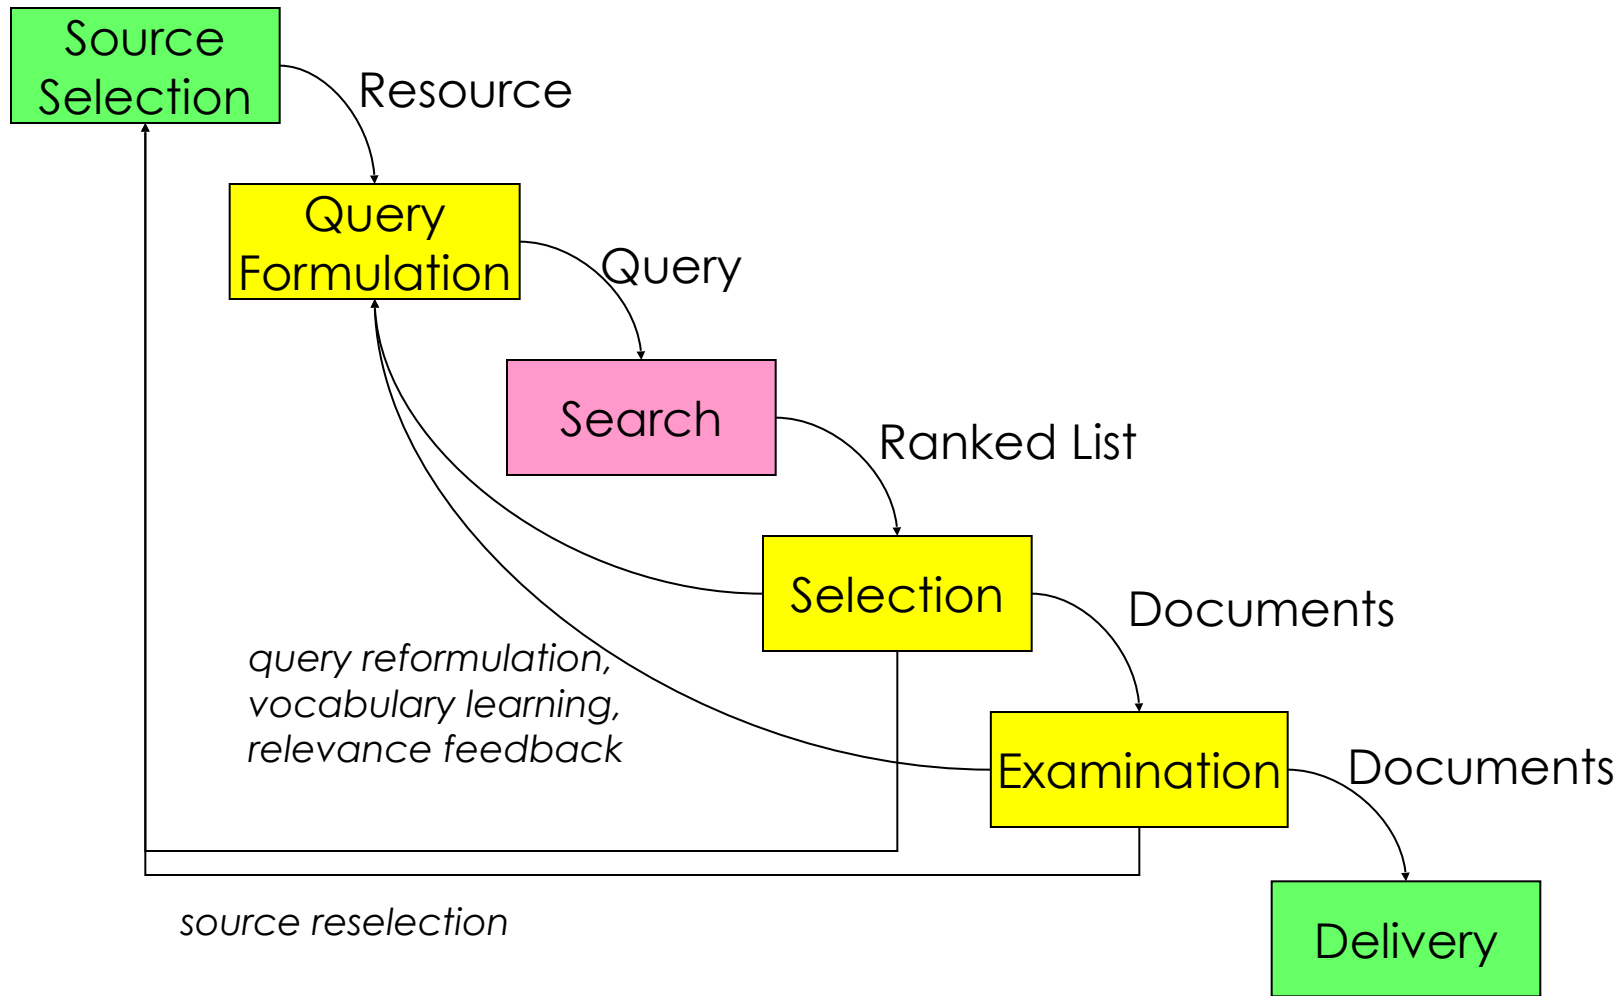 Source
Selection
Resource
Query
Formulation
Query
Search
Ranked List
Selection
Documents
query reformulation,
vocabulary learning,
relevance feedback
Examination
Documents
source reselection
Delivery